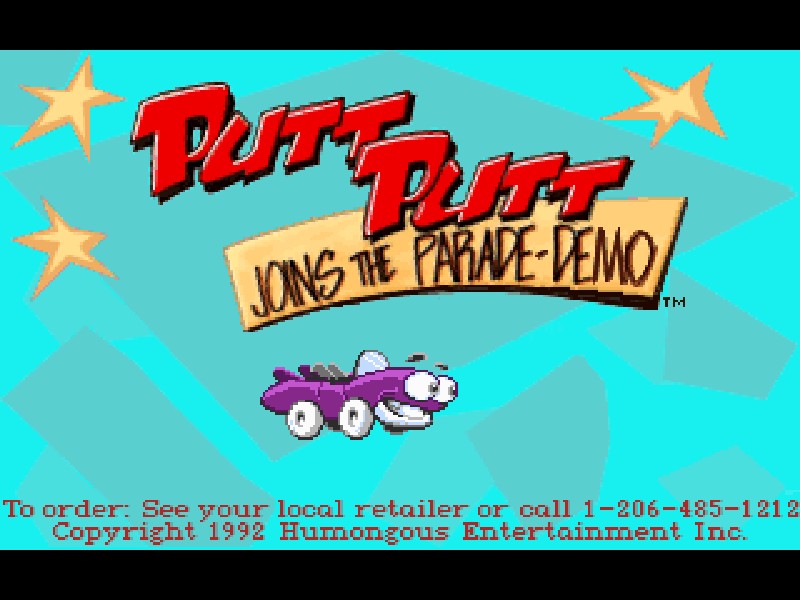 PUTT
PUTT
JOINS THE PARADE-DEMO
TM
To order: See your local retailer or call 1-206-485-1212
Copyright 1992 Humongous Entertainment Inc.